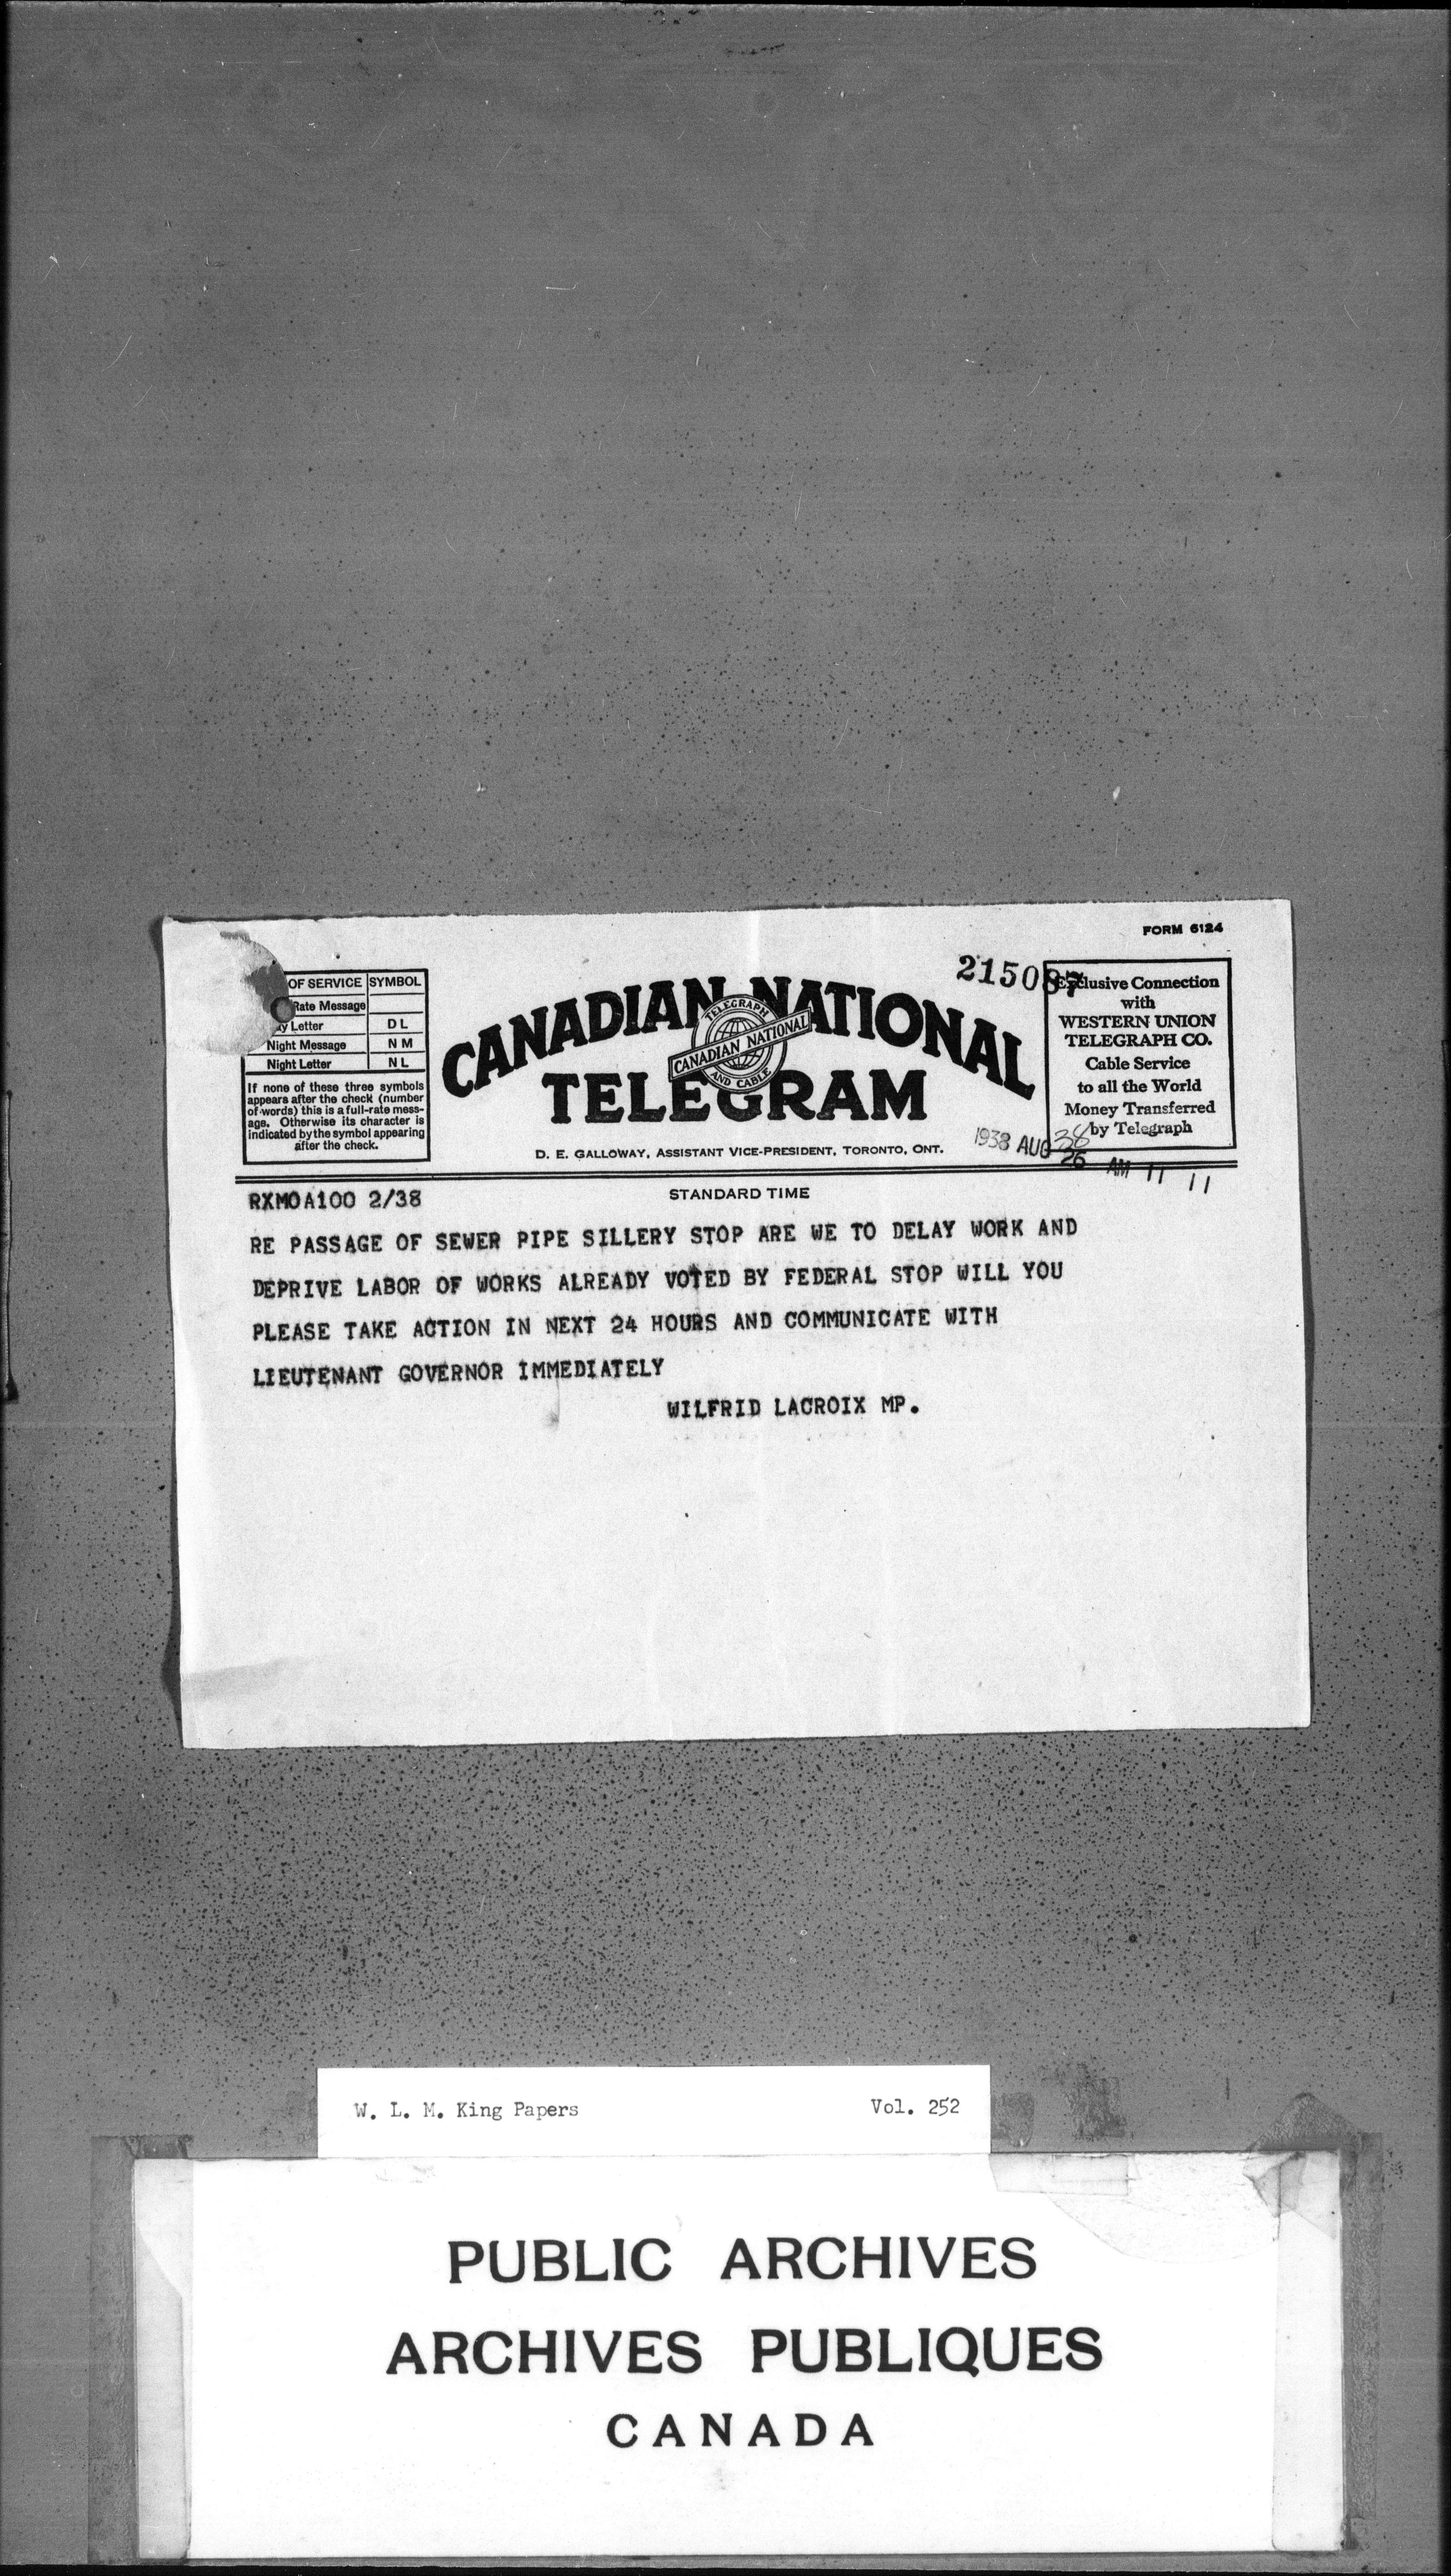 FORM 6124
215087
OF SERVICE SYMBOL
Rate Message
Letter DL
Night Message NM
Night Letter NL
If none of these three symbols
appears after the check (number
of words) this is a full-rate mess-
age. Otherwise its character is
indicated by the symbol appearing
after the check.
CANADIAN NATIONAL
TELEGRAPH
CANADIAN NATIONAL
AND CABLE
TELEGRAM
D. E. GALLOWAY, ASSISTANT VICE-PRESIDENT, TORONTO, ONT.
Exclusive Connection
with
WESTERN UNION
TELEGRAPH CO.
Cable Service
to all the World
Money Transferred
by Telegraph
1938 AUG 26 AM 11 11
38
STANDARD TIME
RXMOA100 2/38
RE PASSAGE OF SEWER PIPE SILLERY STOP ARE WE TO DELAY WORK AND
DEPRIVE LABOR OF WORKS ALREADY VOTED BY FEDERAL STOP WILL YOU
PLEASE TAKE ACTION IN NEXT 24 HOURS AND COMMUNICATE WITH
LIEUTENANT GOVERNOR IMMEDIATELY
WILFRID LACROIX MP.
W. L. M. King Papers Vol. 252
PUBLIC ARCHIVES
ARCHIVES PUBLIQUES
CANADA